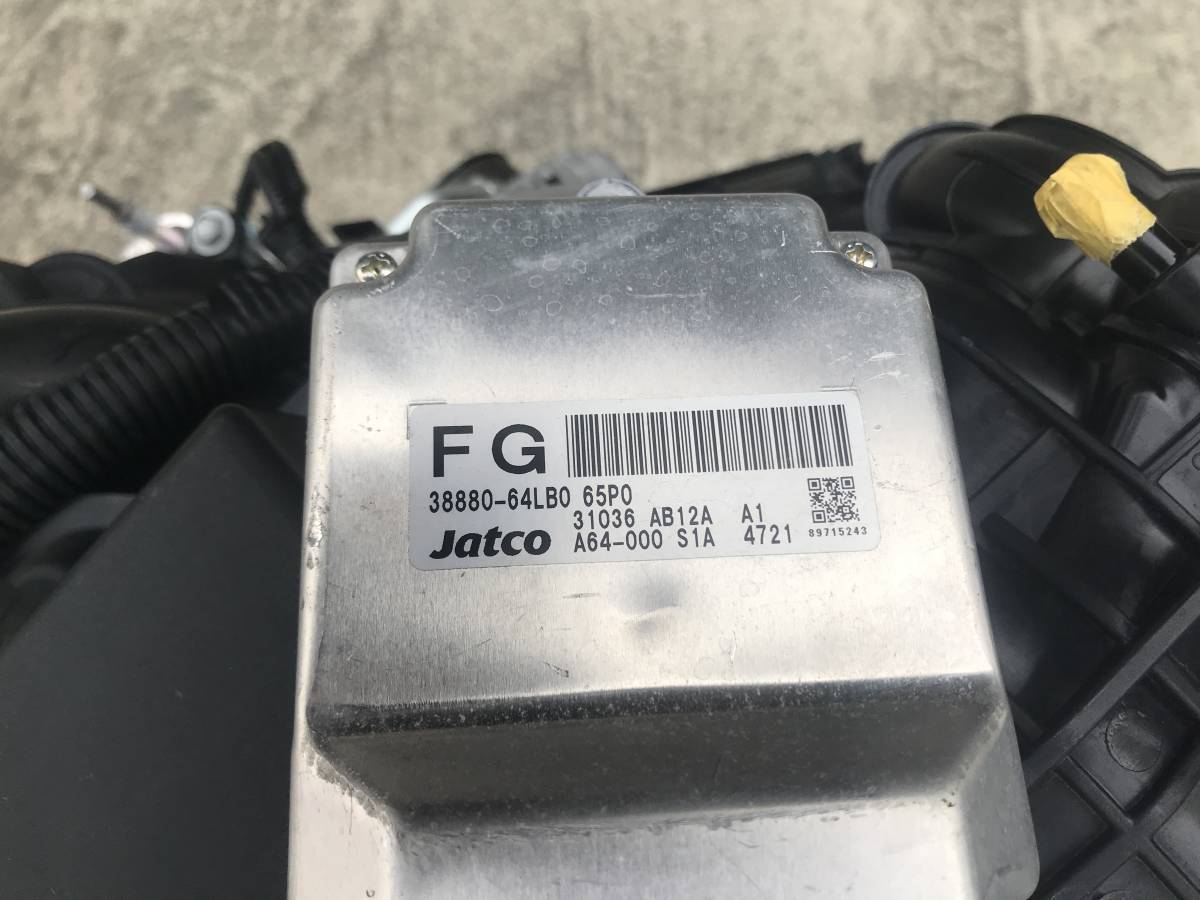 FG
38880-64LB0 65P0
31036 AB12A A1
Jatco A64-000 S1A 4721
89715243